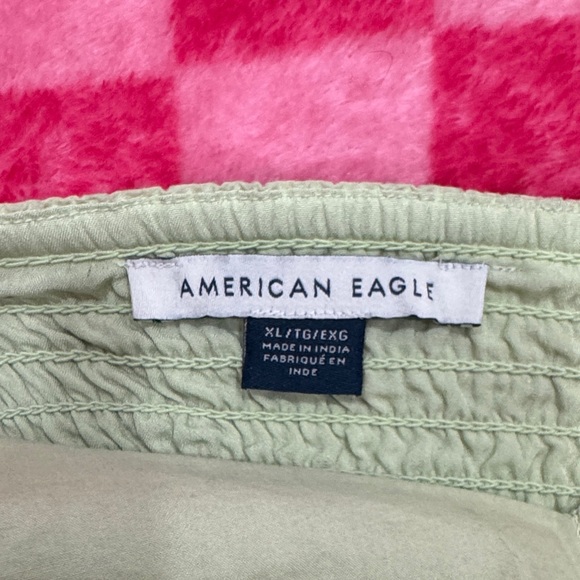 AMERICAN EAGLE
XL/TG/EXG
MADE IN INDIA
FABRIQUÉ EN
INDE